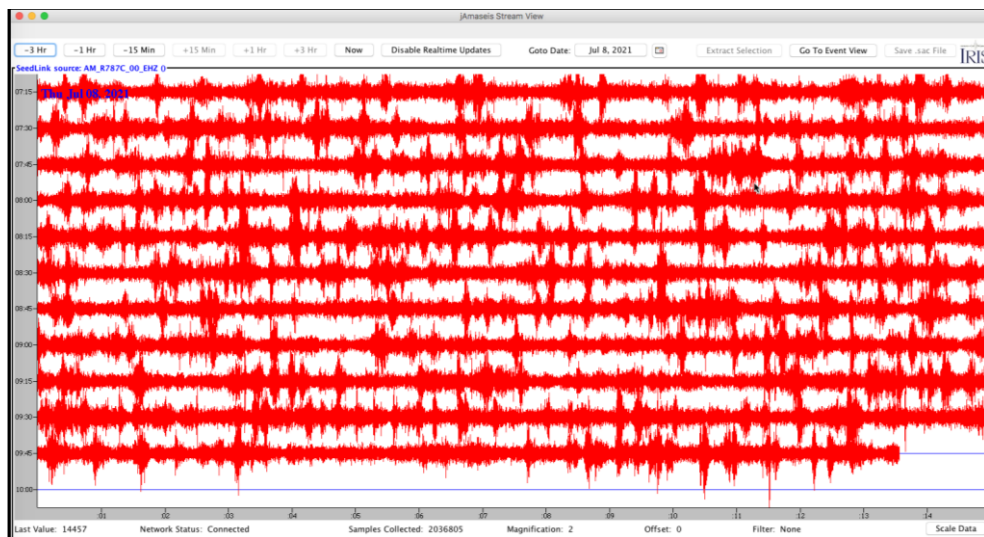 jAmaseis Stream View
−3 Hr −1 Hr −15 Min +15 Min +1 Hr +3 Hr Now Disable Realtime Updates Goto Date: Jul 8, 2021 Extract Selection Go To Event View Save .sac File
IRIS
SeedLink source: AM_R787C_00_EHZ ()
Thu Jul 08, 2021
07:15
07:30
07:45
08:00
08:15
08:30
08:45
09:00
09:15
09:30
09:45
10:00
:01 :02 :03 :04 :05 :06 :07 :08 :09 :10 :11 :12 :13 :14
Last Value: 14457 Network Status: Connected Samples Collected: 2036805 Magnification: 2 Offset: 0 Filter: None Scale Data